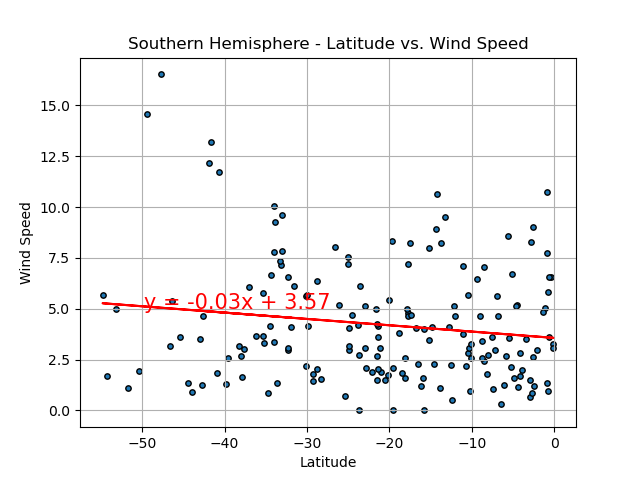 Southern Hemisphere - Latitude vs. Wind Speed
Wind Speed
15.0
12.5
10.0
7.5
5.0
2.5
0.0
y = -0.03x + 3.57
−50 −40 −30 −20 −10 0
Latitude